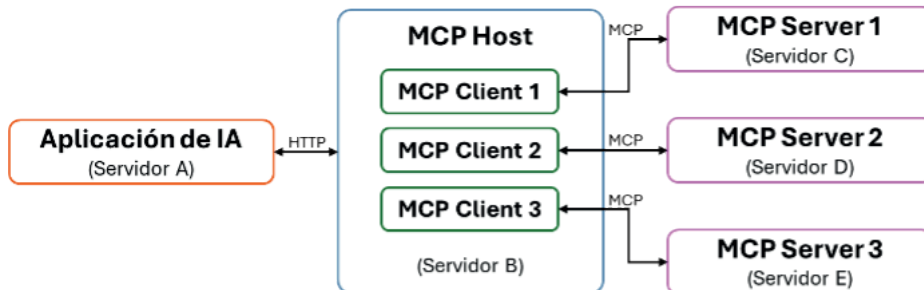 Aplicación de IA
(Servidor A)
HTTP
MCP Host
MCP Client 1
MCP Client 2
MCP Client 3
(Servidor B)
MCP
MCP Server 1
(Servidor C)
MCP
MCP Server 2
(Servidor D)
MCP
MCP Server 3
(Servidor E)